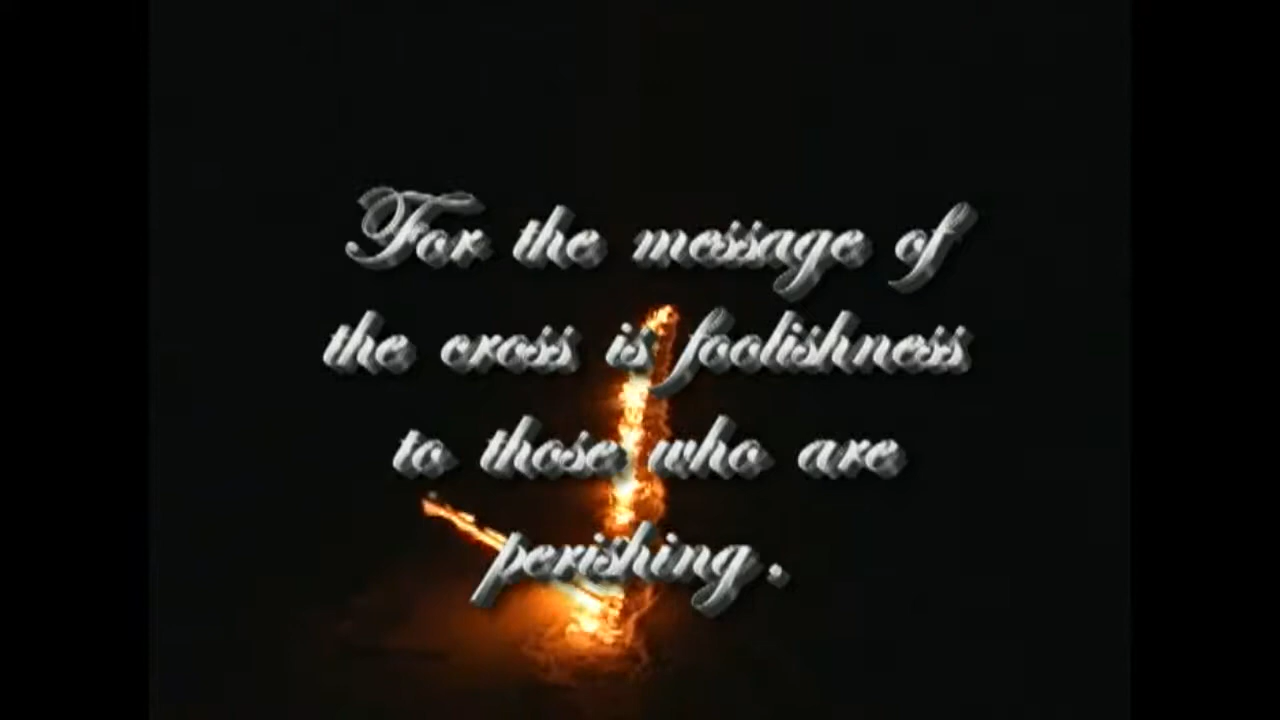 For the message of
the cross is foolishness
to those who are
perishing.